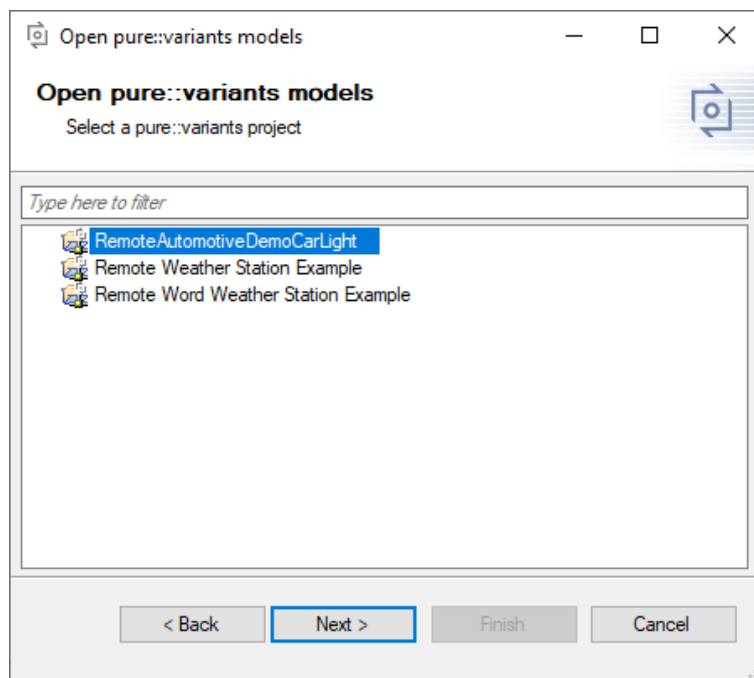 Open pure::variants models
Open pure::variants models
Select a pure::variants project
Type here to filter
RemoteAutomotiveDemoCarLight
Remote Weather Station Example
Remote Word Weather Station Example
< Back Next > Finish Cancel